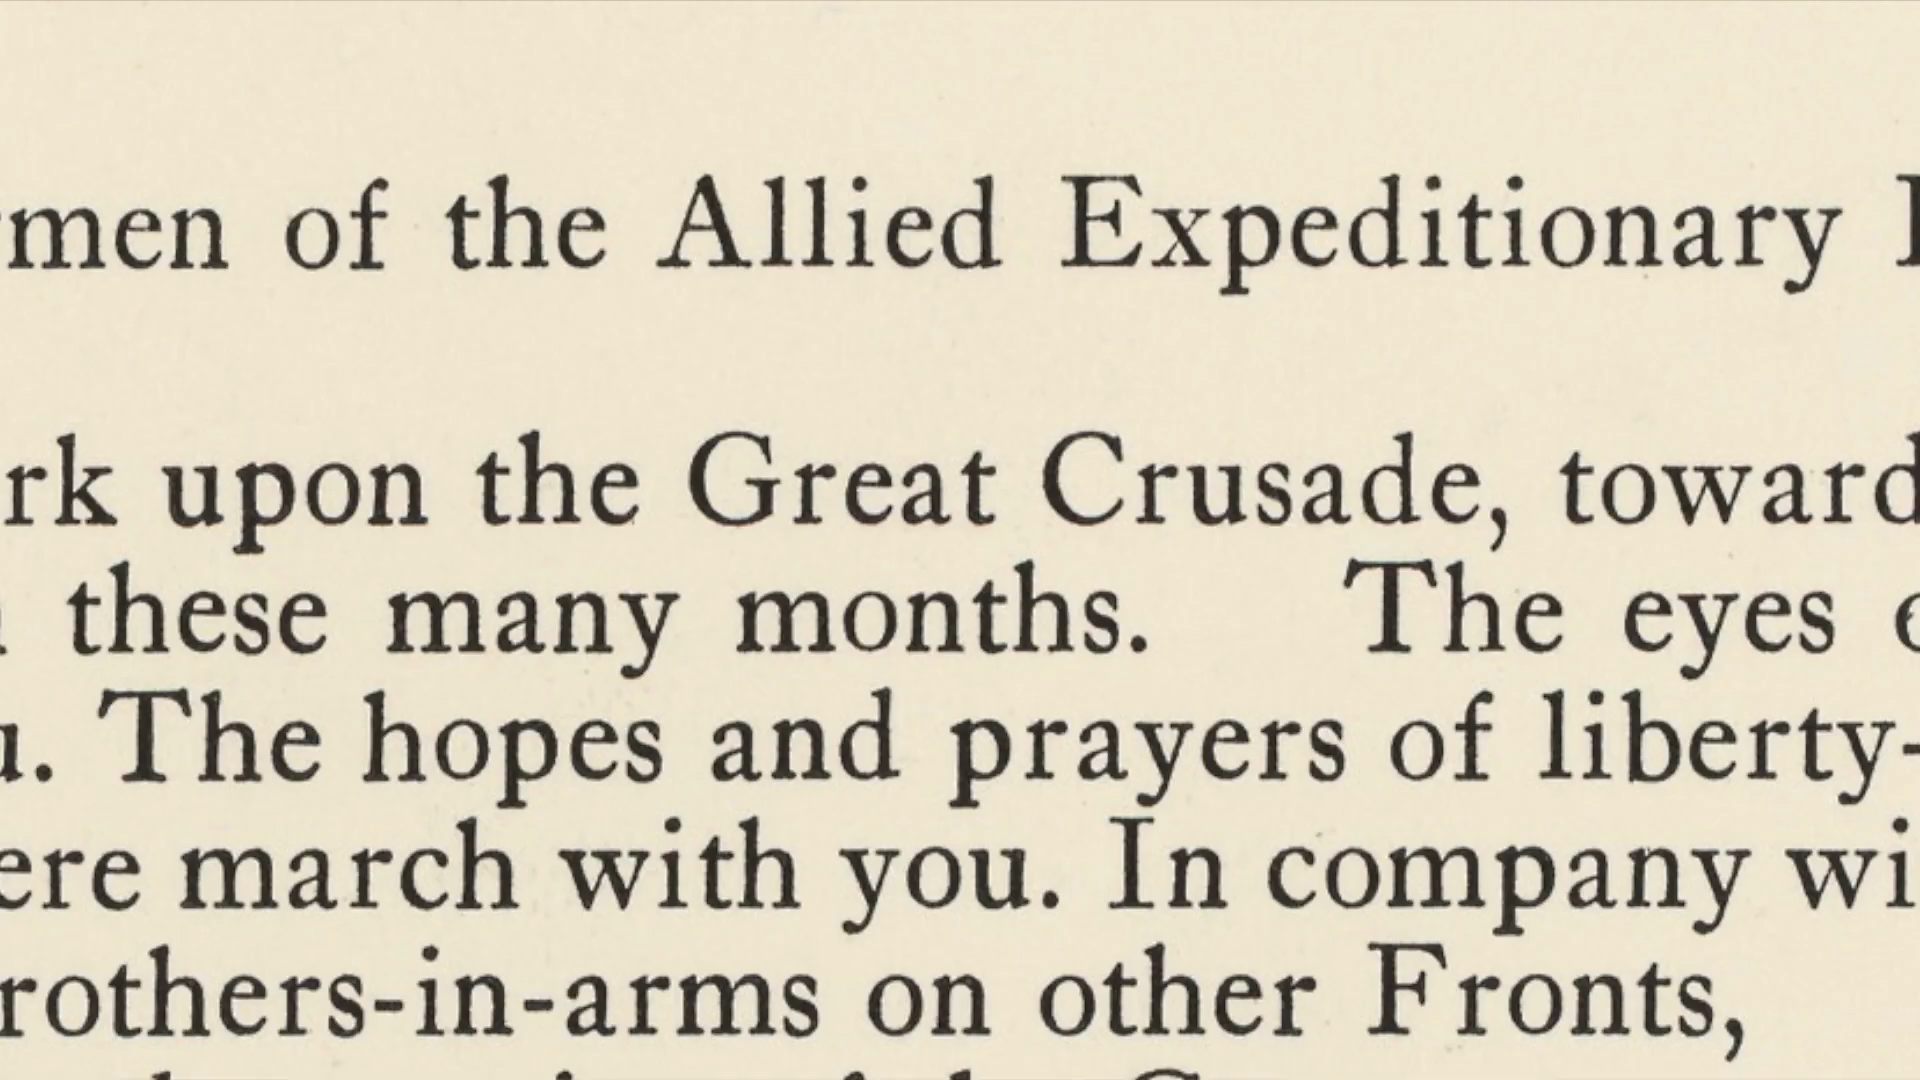 men of the Allied Expeditionary
rk upon the Great Crusade, toward
these many months. The eyes
u. The hopes and prayers of liberty-
ere march with you. In company wi
rothers-in-arms on other Fronts,